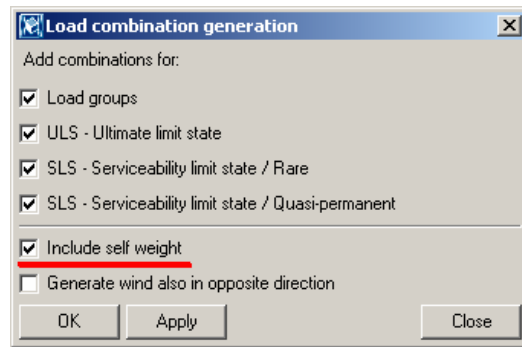 Load combination generation
Add combinations for:
Load groups
ULS - Ultimate limit state
SLS - Serviceability limit state / Rare
SLS - Serviceability limit state / Quasi-permanent
Include self weight
Generate wind also in opposite direction
OK Apply Close